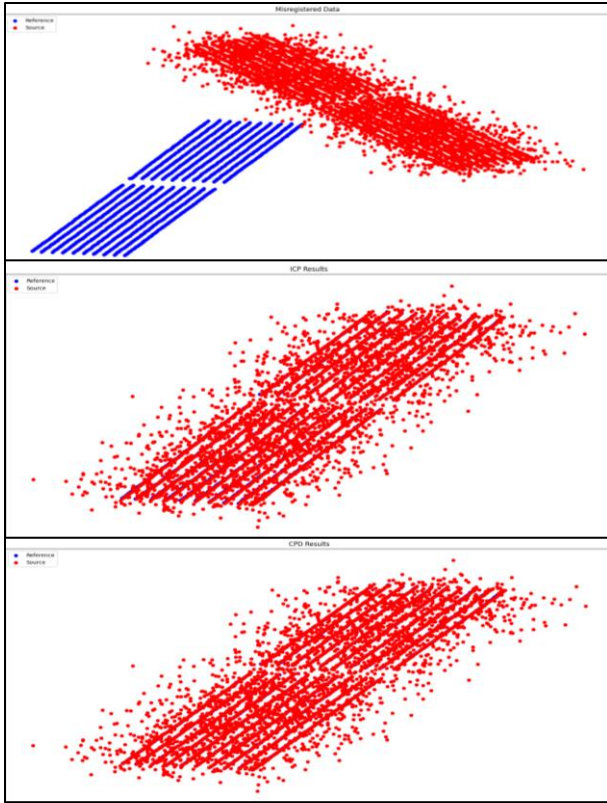 Misregistered Data
Reference
Source
ICP Results
Reference
Source
CPD Results
Reference
Source